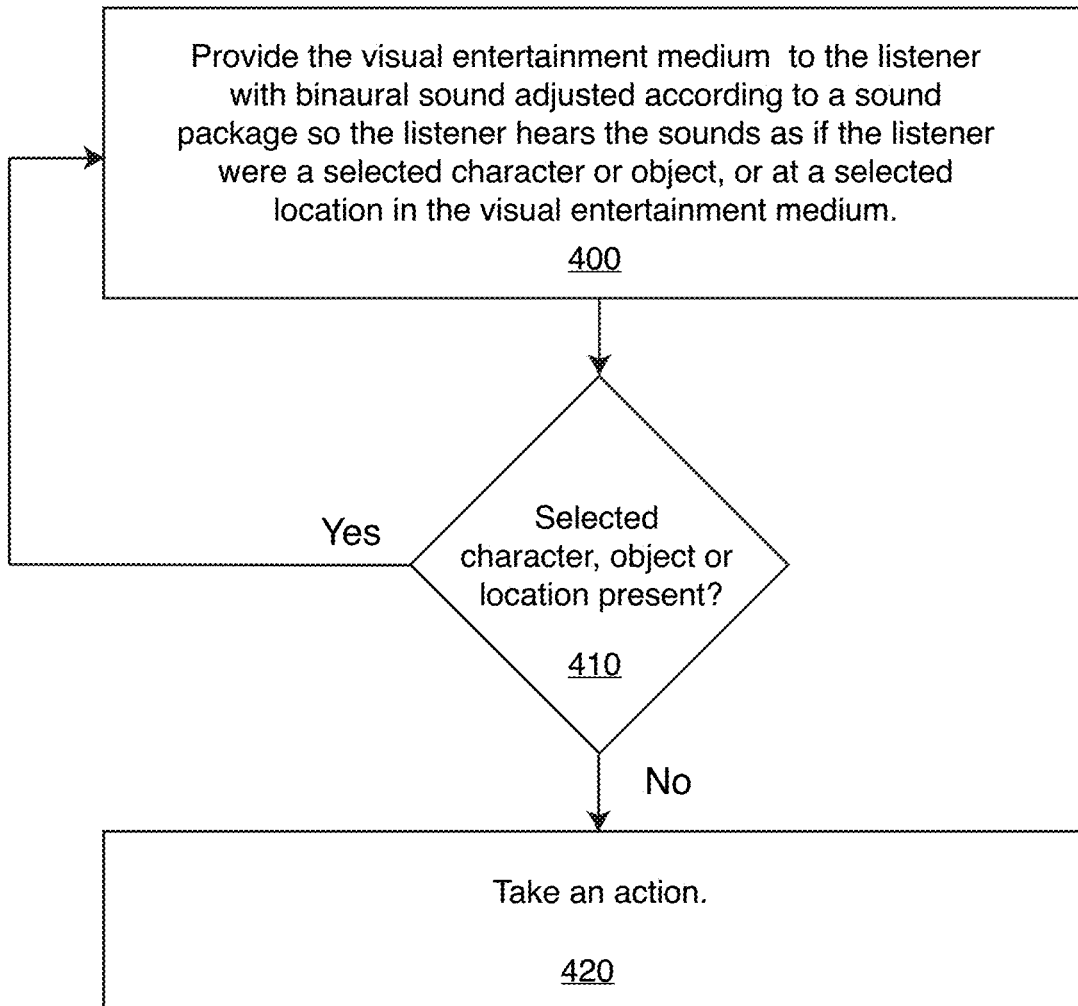 Provide the visual entertainment medium to the listener
with binaural sound adjusted according to a sound
package so the listener hears the sounds as if the listener
were a selected character or object, or at a selected
location in the visual entertainment medium.
400
Yes
Selected
character, object or
location present?
410
No
Take an action.
420